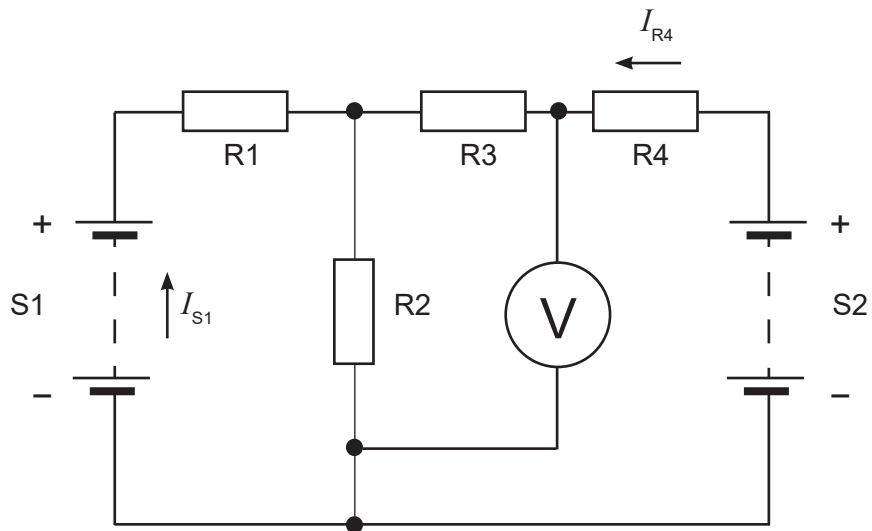 I_R4
R1
R3
R4
+
+
S1
I_S1
R2
V
S2
−
−